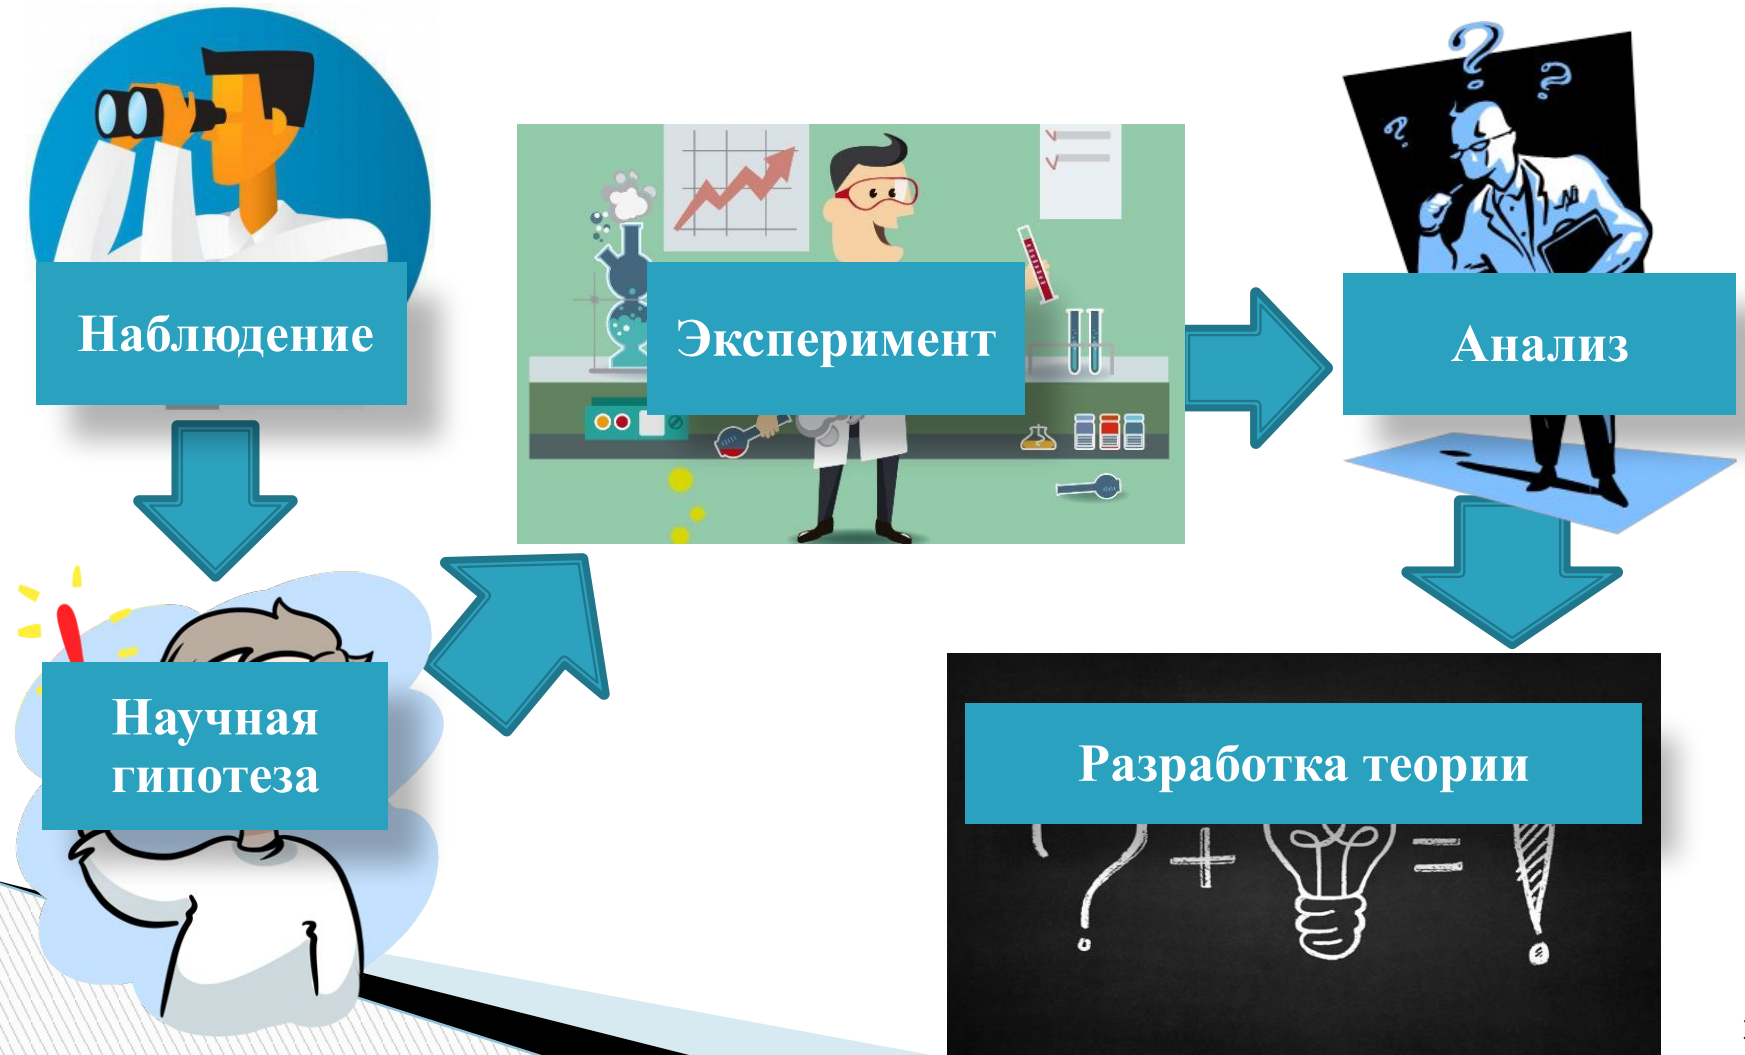 Наблюдение
Научная
гипотеза
Эксперимент
Анализ
Разработка теории